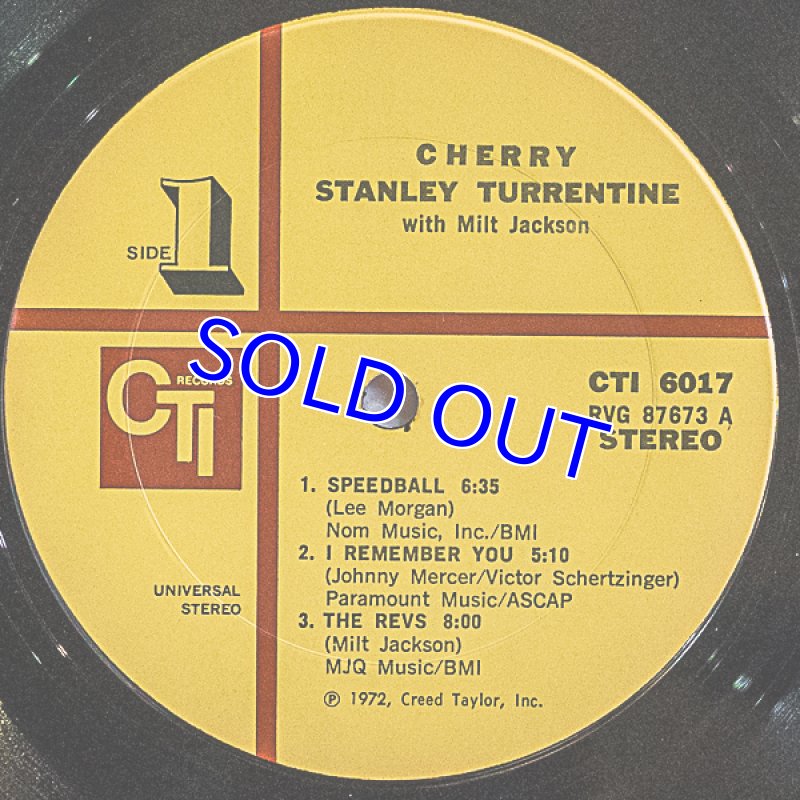 CHERRY
STANLEY TURRENTINE
with Milt Jackson
SIDE 1
CTI
RECORDS
SOLD OUT
CTI 6017
RVG 87673 A
STEREO
1. SPEEDBALL 6:35
(Lee Morgan)
Nom Music, Inc./BMI
2. I REMEMBER YOU 5:10
(Johnny Mercer/Victor Schertzinger)
Paramount Music/ASCAP
3. THE REVS 8:00
(Milt Jackson)
MJQ Music/BMI
℗ 1972, Creed Taylor, Inc.
UNIVERSAL
STEREO